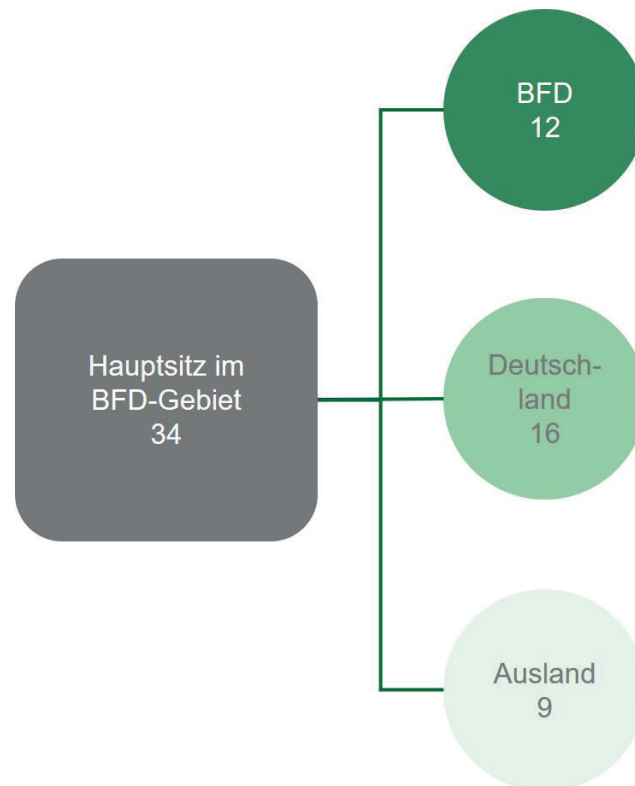 BFD
12
Hauptsitz im
BFD-Gebiet
34
Deutsch-
land
16
Ausland
9